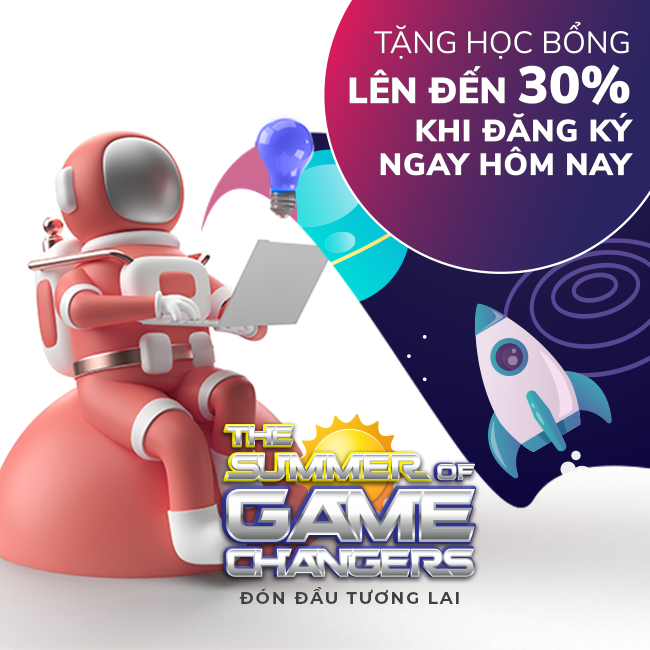 TẶNG HỌC BỔNG
LÊN ĐẾN 30%
KHI ĐĂNG KÝ
NGAY HÔM NAY
THE
SUMMER OF
GAME
CHANGERS
ĐÓN ĐẦU TƯƠNG LAI